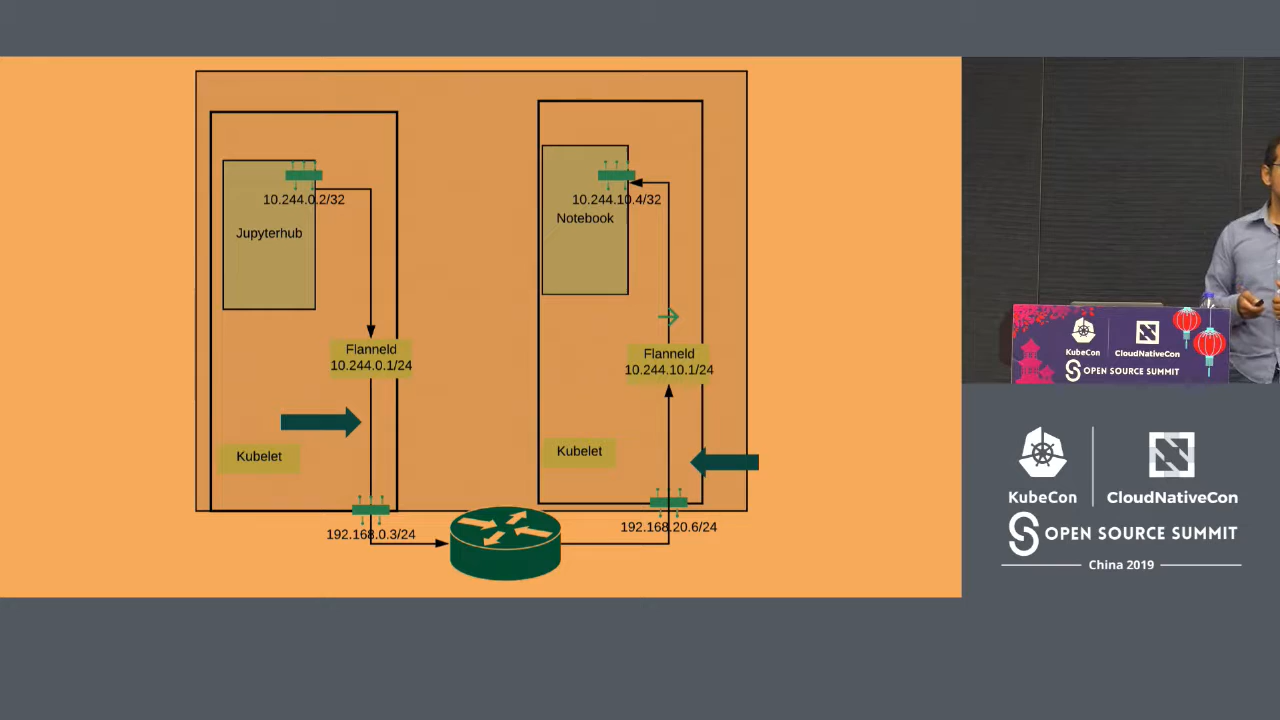 10.244.0.2/32
Jupyterhub
Flanneld
10.244.0.1/24
Kubelet
192.168.0.3/24
10.244.10.4/32
Notebook
Flanneld
10.244.10.1/24
Kubelet
192.168.20.6/24
KubeCon
CloudNativeCon
OPEN SOURCE SUMMIT
KubeCon
CloudNativeCon
OPEN SOURCE SUMMIT
China 2019